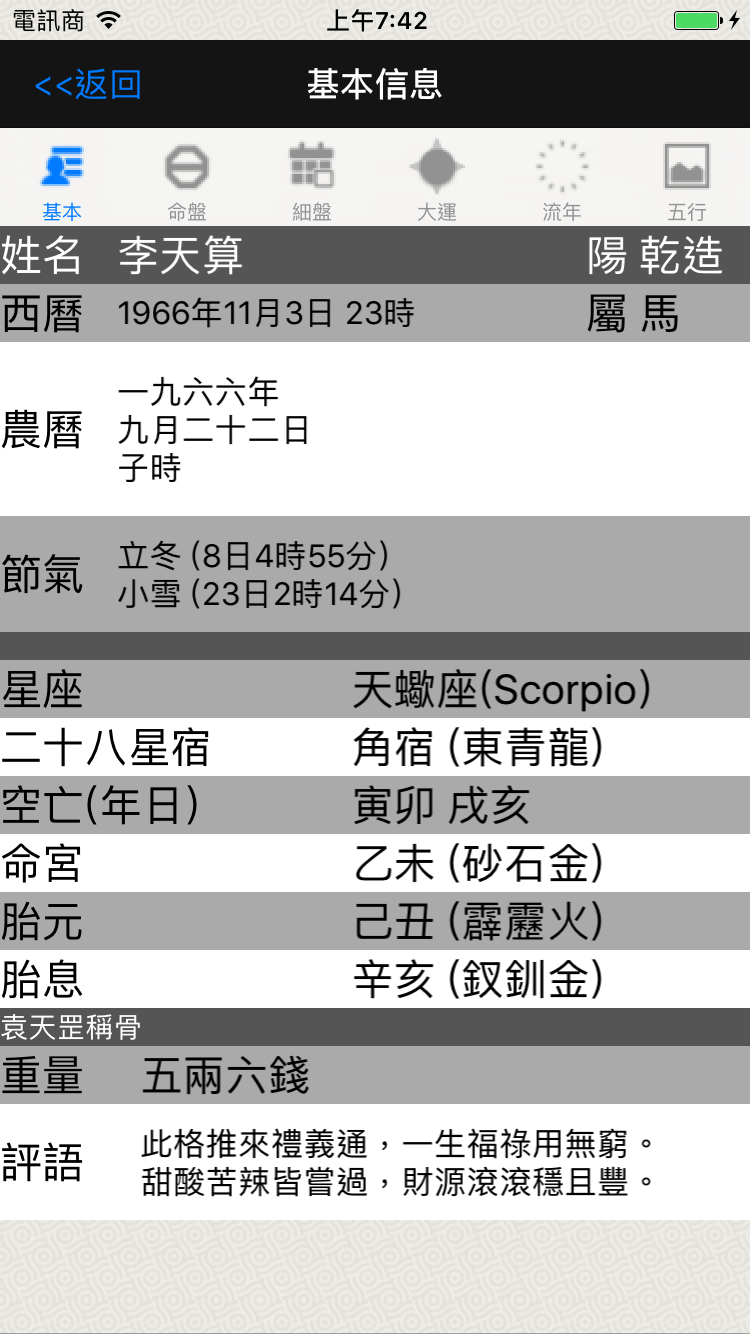 電訊商 上午7:42
<<返回 基本信息
基本 命盤 細盤 大運 流年 五行
姓名 李天算 陽 乾造
西曆 1966年11月3日 23時 屬 馬
農曆
一九六六年
九月二十二日
子時
節氣
立冬 (8日4時55分)
小雪 (23日2時14分)
星座 天蠍座(Scorpio)
二十八星宿 角宿 (東青龍)
空亡(年日) 寅卯 戌亥
命宮 乙未 (砂石金)
胎元 己丑 (霹靂火)
胎息 辛亥 (釵釧金)
袁天罡稱骨
重量 五兩六錢
評語
此格推來禮義通，一生福祿用無窮。
甜酸苦辣皆嘗過，財源滾滾穩且豐。